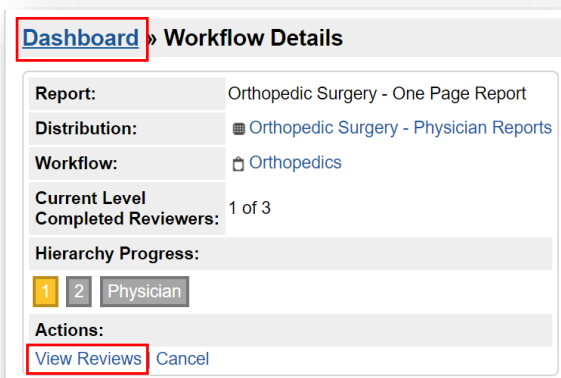 Dashboard » Workflow Details
Report: Orthopedic Surgery - One Page Report
Distribution: Orthopedic Surgery - Physician Reports
Workflow: Orthopedics
Current Level
Completed Reviewers: 1 of 3
Hierarchy Progress:
1 2 Physician
Actions:
View Reviews | Cancel